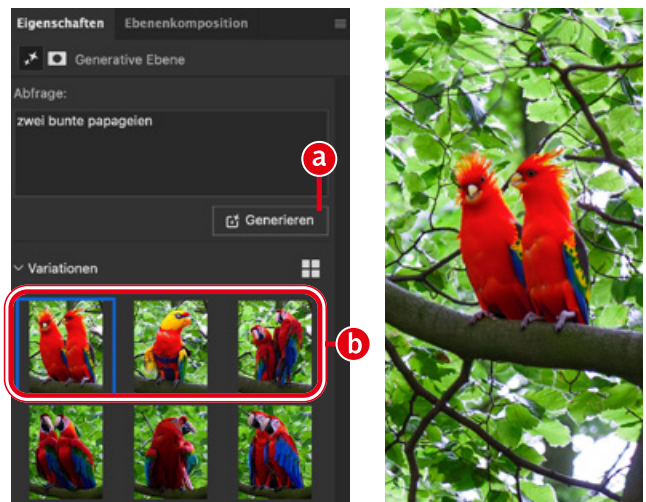 Eigenschaften Ebenenkomposition
Generative Ebene
Abfrage:
zwei bunte papageien
a
Generieren
Variationen
b